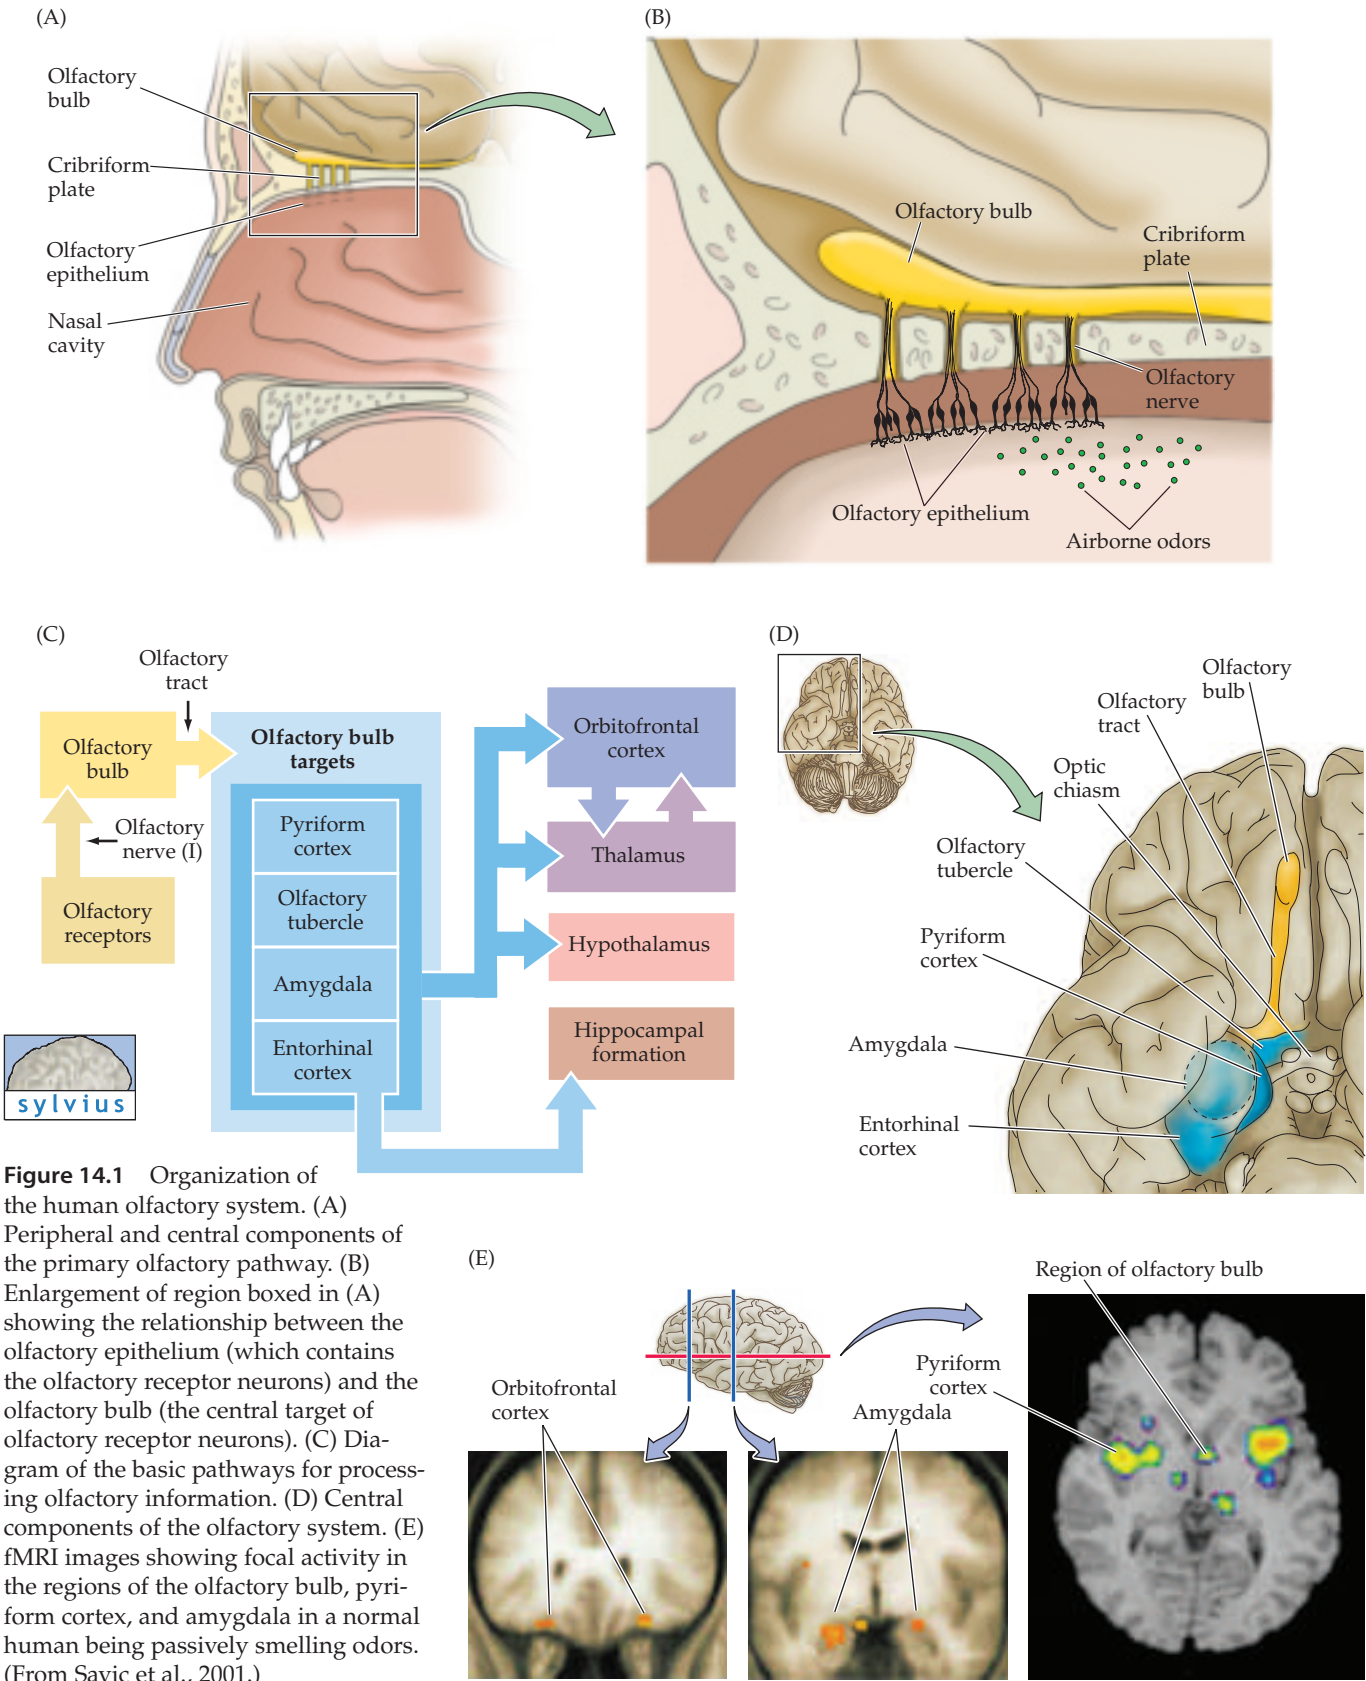 (A)
Olfactory
bulb
Cribriform
plate
Olfactory
epithelium
Nasal
cavity
(B)
Olfactory bulb
Cribriform
plate
Olfactory
nerve
Olfactory epithelium
Airborne odors
(C)
Olfactory
tract
Olfactory
bulb
Olfactory
nerve (I)
Olfactory
receptors
Olfactory bulb
targets
Pyriform
cortex
Olfactory
tubercle
Amygdala
Entorhinal
cortex
Orbitofrontal
cortex
Thalamus
Hypothalamus
Hippocampal
formation
sylvius
(D)
Olfactory
bulb
Olfactory
tract
Optic
chiasm
Olfactory
tubercle
Pyriform
cortex
Amygdala
Entorhinal
cortex
Figure 14.1 Organization of
the human olfactory system. (A)
Peripheral and central components of
the primary olfactory pathway. (B)
Enlargement of region boxed in (A)
showing the relationship between the
olfactory epithelium (which contains
the olfactory receptor neurons) and the
olfactory bulb (the central target of
olfactory receptor neurons). (C) Dia-
gram of the basic pathways for process-
ing olfactory information. (D) Central
components of the olfactory system. (E)
fMRI images showing focal activity in
the regions of the olfactory bulb, pyri-
form cortex, and amygdala in a normal
human being passively smelling odors.
(From Savic et al., 2001.)
(E)
Orbitofrontal
cortex
Amygdala
Pyriform
cortex
Region of olfactory bulb